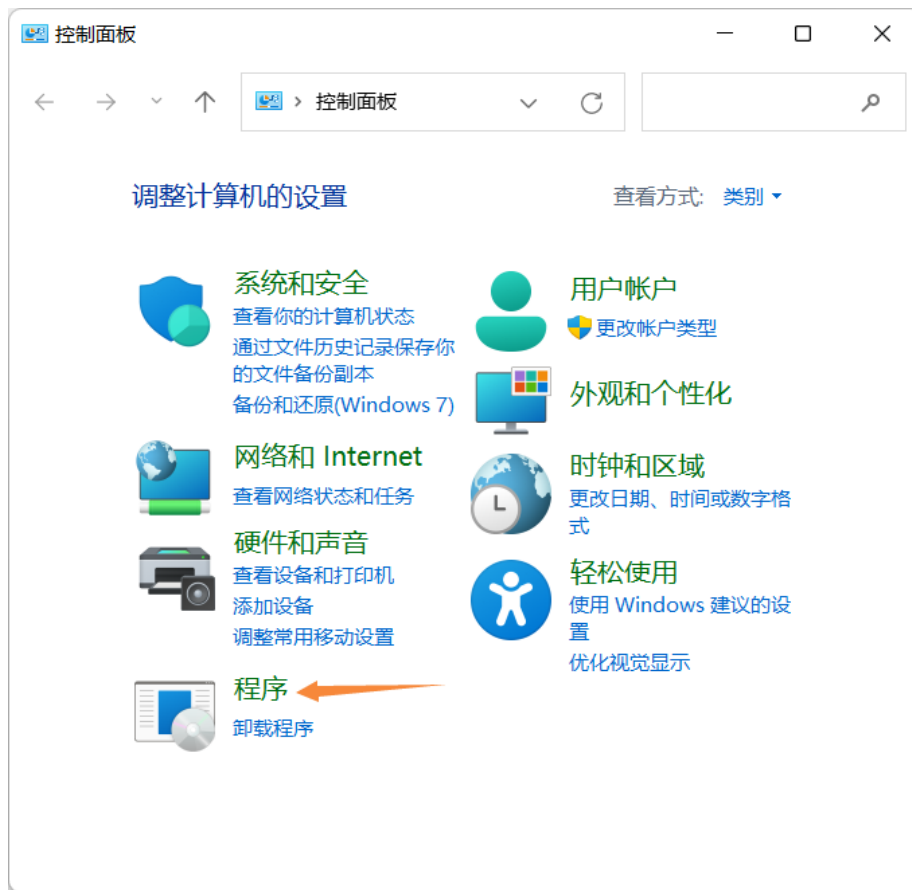 控制面板
控制面板
调整计算机的设置
查看方式: 类别
系统和安全
查看你的计算机状态
通过文件历史记录保存你
的文件备份副本
备份和还原(Windows 7)
网络和 Internet
查看网络状态和任务
硬件和声音
查看设备和打印机
添加设备
调整常用移动设置
程序
卸载程序
用户帐户
更改帐户类型
外观和个性化
时钟和区域
更改日期、时间或数字格
式
轻松使用
使用 Windows 建议的设
置
优化视觉显示